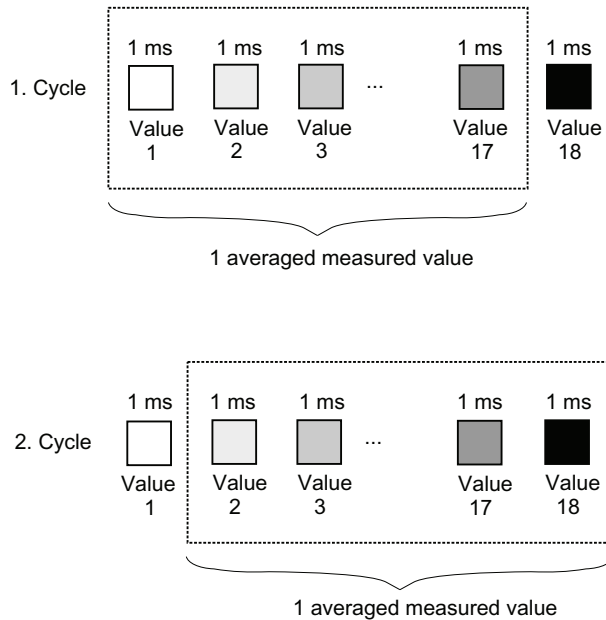 1 ms 1 ms 1 ms 1 ms 1 ms
1. Cycle ...
Value Value Value Value Value
1 2 3 17 18
1 averaged measured value
1 ms 1 ms 1 ms 1 ms 1 ms
2. Cycle ...
Value Value Value Value Value
1 2 3 17 18
1 averaged measured value